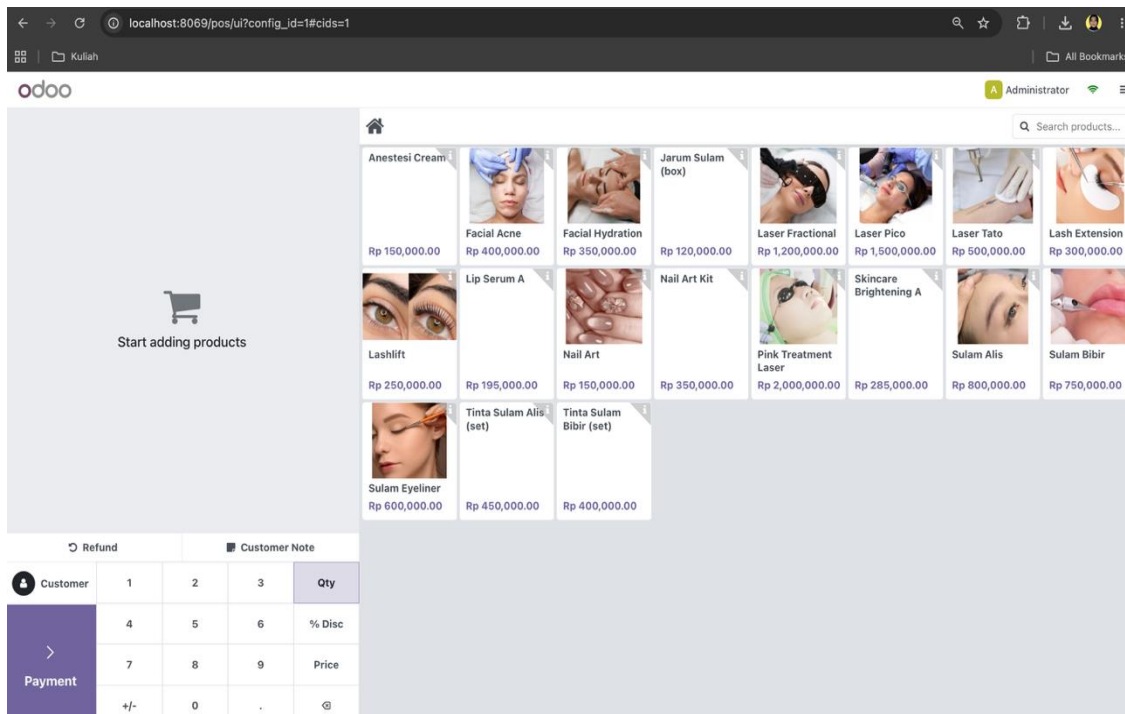 localhost:8069/pos/ui?config_id=1#cids=1
Kuliah
All Bookmarks
odoo
A Administrator
Search products...
Anestesi Cream
Rp 150,000.00
Facial Acne
Rp 400,000.00
Facial Hydration
Rp 350,000.00
Jarum Sulam
(box)
Rp 120,000.00
Laser Fractional
Rp 1,200,000.00
Laser Pico
Rp 1,500,000.00
Laser Tato
Rp 500,000.00
Lash Extension
Rp 300,000.00
Lashlift
Rp 250,000.00
Lip Serum A
Rp 195,000.00
Nail Art
Rp 150,000.00
Nail Art Kit
Rp 350,000.00
Pink Treatment
Laser
Rp 2,000,000.00
Skincare
Brightening A
Rp 285,000.00
Sulam Alis
Rp 800,000.00
Sulam Bibir
Rp 750,000.00
Sulam Eyeliner
Rp 600,000.00
Tinta Sulam Alis
(set)
Rp 450,000.00
Tinta Sulam
Bibir (set)
Rp 400,000.00
Start adding products
Refund
Customer Note
Customer
1 2 3 Qty
4 5 6 % Disc
7 8 9 Price
Payment
+/- 0 .